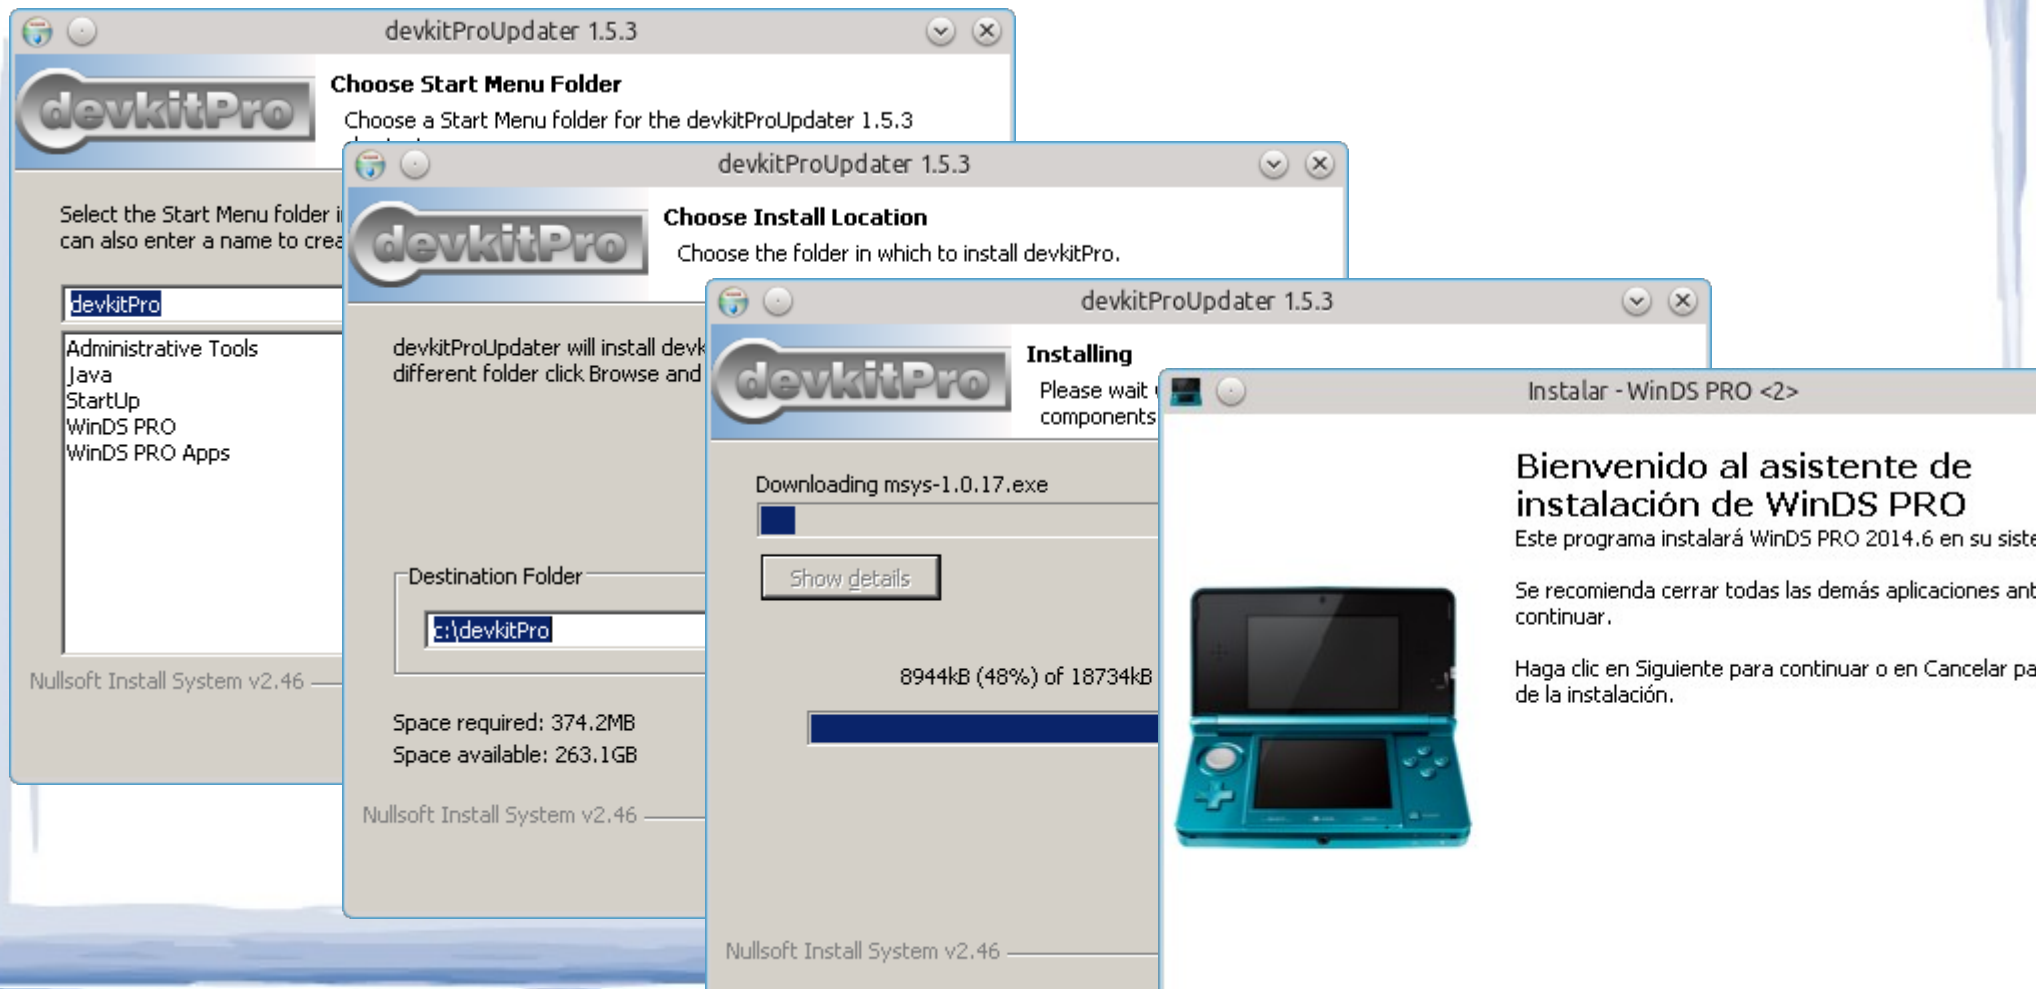 devkitProUpdater 1.5.3
devkitPro
Choose Start Menu Folder
Choose a Start Menu folder for the devkitProUpdater 1.5.3
Select the Start Menu folder
can also enter a name to
devkitPro
Administrative Tools
Java
StartUp
WinDS PRO
WinDS PRO Apps
Nullsoft Install System v2.46
devkitProUpdater 1.5.3
devkitPro
Choose Install Location
Choose the folder in which to install devkitPro.
devkitProUpdater will install
different folder click Browse and
Destination Folder
c:\devkitPro
Space required: 374.2MB
Space available: 263.1GB
Nullsoft Install System v2.46
devkitProUpdater 1.5.3
devkitPro
Installing
Please wait
components
Downloading msys-1.0.17.exe
Show details
8944kB (48%) of 18734kB
Nullsoft Install System v2.46
Instalar - WinDS PRO <2>
Bienvenido al asistente de
instalación de WinDS PRO
Este programa instalará WinDS PRO 2014.6 en su
Se recomienda cerrar todas las demás aplicaciones
continuar.
Haga clic en Siguiente para continuar o en Cancelar
de la instalación.